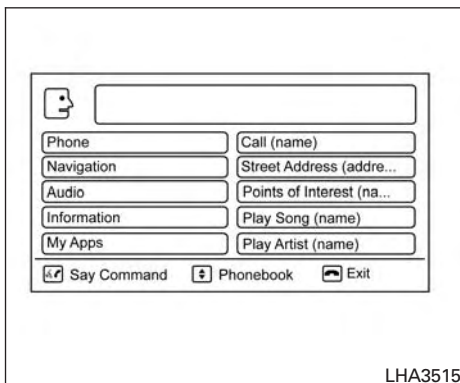 Phone Call (name)
Navigation Street Address (addre...
Audio Points of Interest (na...
Information Play Song (name)
My Apps Play Artist (name)
Say Command Phonebook Exit
LHA3515